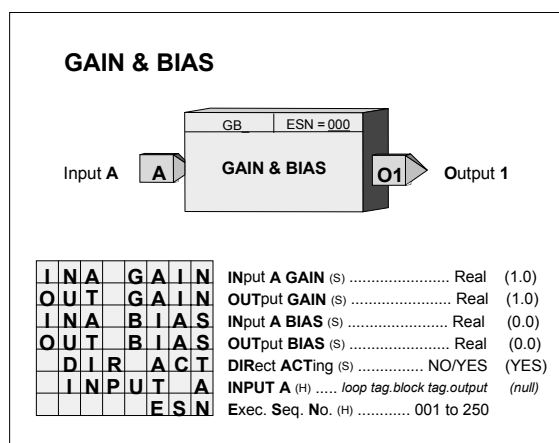 GAIN & BIAS
GB_ ESN = 000
Input A A GAIN & BIAS O1 Output 1
INA GAIN INput A GAIN (S) ........................ Real (1.0)
OUT GAIN OUTput GAIN (S) ........................... Real (1.0)
INA BIAS INput A BIAS (S) ......................... Real (0.0)
OUT BIAS OUTput BIAS (S) ............................ Real (0.0)
DIR ACT DIRect ACTing (S) .................... NO/YES (YES)
INPUT A INPUT A (H) ..... loop tag.block tag.output (null)
ESN Exec. Seq. No. (H) ............ 001 to 250